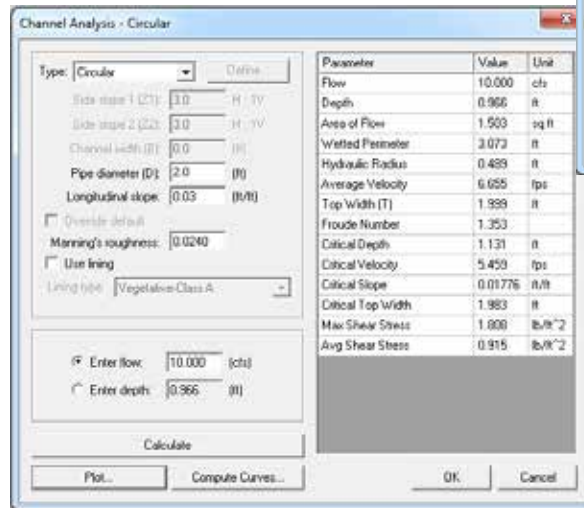 Channel Analysis - Circular
Type: Circular
Define
Side slope 1 (Z1): 3.0 H : 1V
Side slope 2 (Z2): 3.0 H : 1V
Channel width (B): 0.0 (ft)
Pipe diameter (D): 2.0 (ft)
Longitudinal slope: 0.03 (ft/ft)
Override default
Manning's roughness: 0.0240
Use lining
Lining type: Vegetative-Class A
Enter flow: 10.000 (cfs)
Enter depth: 0.966 (ft)
Calculate
Plot... Compute Curves...
Parameter Value Unit
Flow 10.000 cfs
Depth 0.966 ft
Area of Flow 1.503 sq ft
Wetted Perimeter 3.073 ft
Hydraulic Radius 0.489 ft
Average Velocity 6.655 fps
Top Width (T) 1.999 ft
Froude Number 1.353
Critical Depth 1.131 ft
Critical Velocity 5.459 fps
Critical Slope 0.01776 ft/ft
Critical Top Width 1.983 ft
Max Shear Stress 1.808 lb/ft^2
Avg Shear Stress 0.915 lb/ft^2
OK Cancel